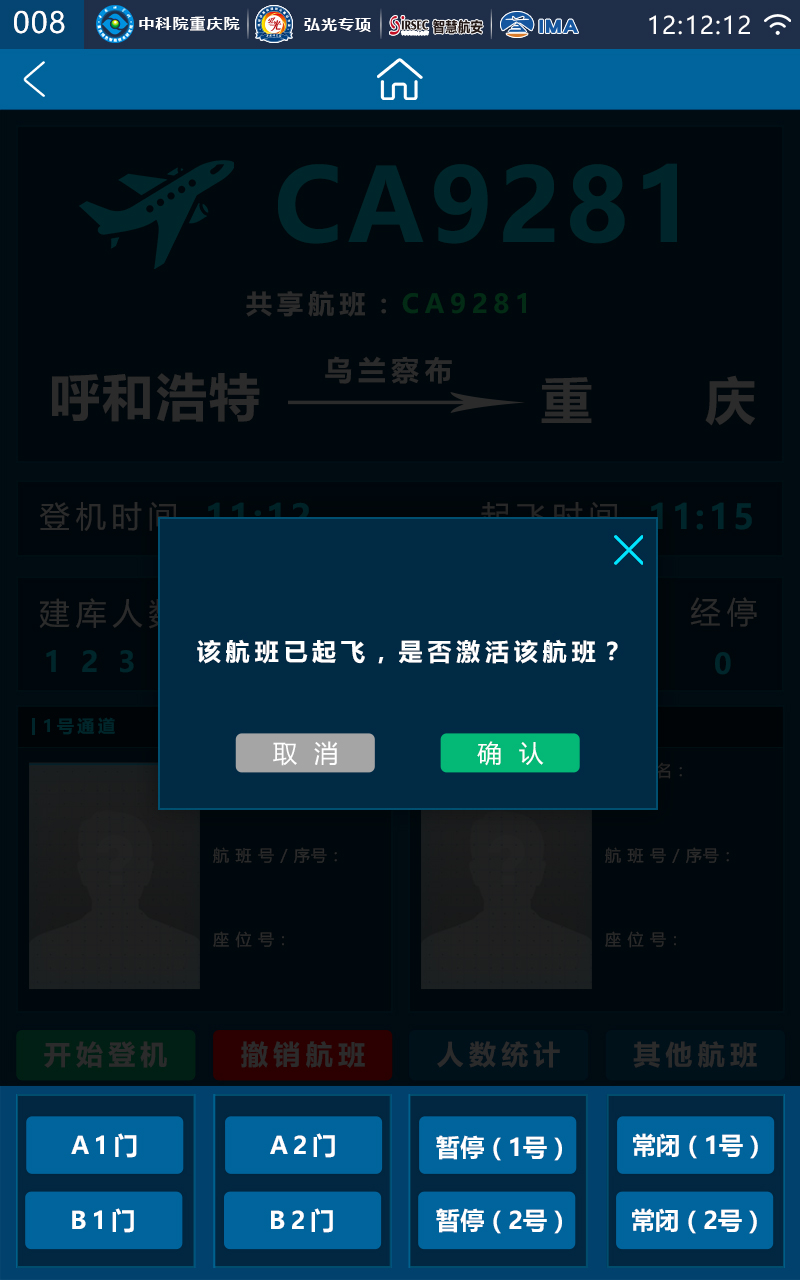 008 中科院重庆院 弘光专项 SiRSEC 智慧航安 IMA 12:12:12
CA9281
共享航班：CA9281
呼和浩特 乌兰察布 重 庆
登机时间 11:12 起飞时间 11:15
建库人数 经停
1 2 3 0
1号通道
该航班已起飞，是否激活该航班？
取 消 确 认
名：
航班号/序号： 航班号/序号：
座位号： 座位号：
开始登机 撤销航班 人数统计 其他航班
A1门 A2门 暂停（1号） 常闭（1号）
B1门 B2门 暂停（2号） 常闭（2号）